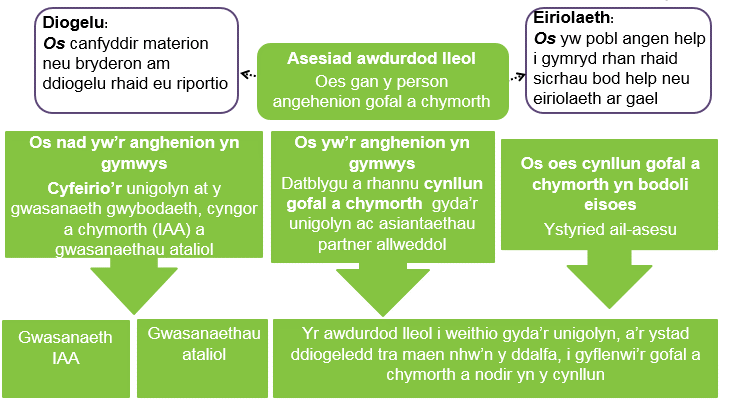 Diogelu:
Os canfyddir materion
neu bryderon am
ddiogelu rhaid eu riportio
Asesiad awdurdod lleol
Oes gan y person
angehenion gofal a chymorth
Eiriolaeth:
Os yw pobl angen help
i gymryd rhan rhaid
sicrhau bod help neu
eiriolaeth ar gael
Os nad yw'r anghenion yn
gymwys
Cyfeirio'r unigolyn at y
gwasanaeth gwybodaeth, cyngor
a chymorth (IAA) a
gwasanaethau ataliol
Os yw'r anghenion yn
gymwys
Datblygu a rhannu cynllun
gofal a chymorth gyda'r
unigolyn ac asiantaethau
partner allweddol
Os oes cynllun gofal a
chymorth yn bodoli
eisoes
Ystyried ail-asesu
Gwasanaeth
IAA
Gwasanaethau
ataliol
Yr awdurdod lleol i weithio gyda'r unigolyn, a'r ystad
ddiogeledd tra maen nhw'n y ddalfa, i gyflenwi'r gofal a
chymorth a nodir yn y cynllun